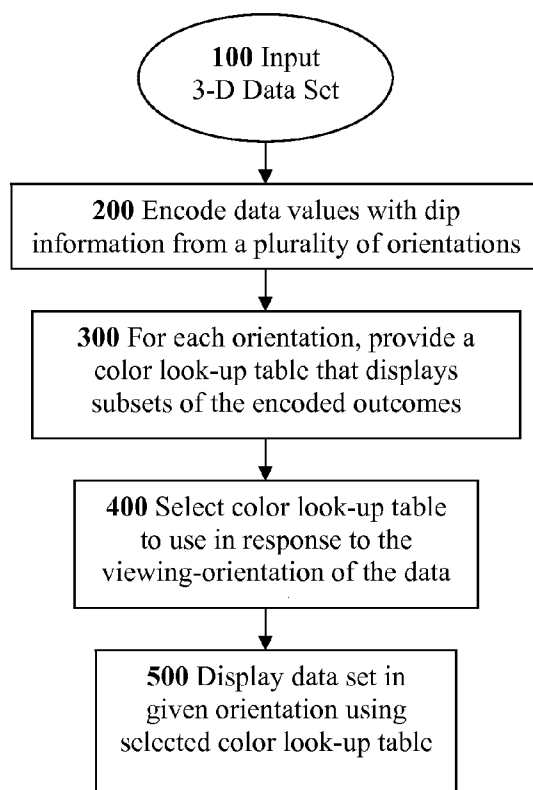 100 Input
3-D Data Set
200 Encode data values with dip
information from a plurality of orientations
300 For each orientation, provide a
color look-up table that displays
subsets of the encoded outcomes
400 Select color look-up table
to use in response to the
viewing-orientation of the data
500 Display data set in
given orientation using
selected color look-up table